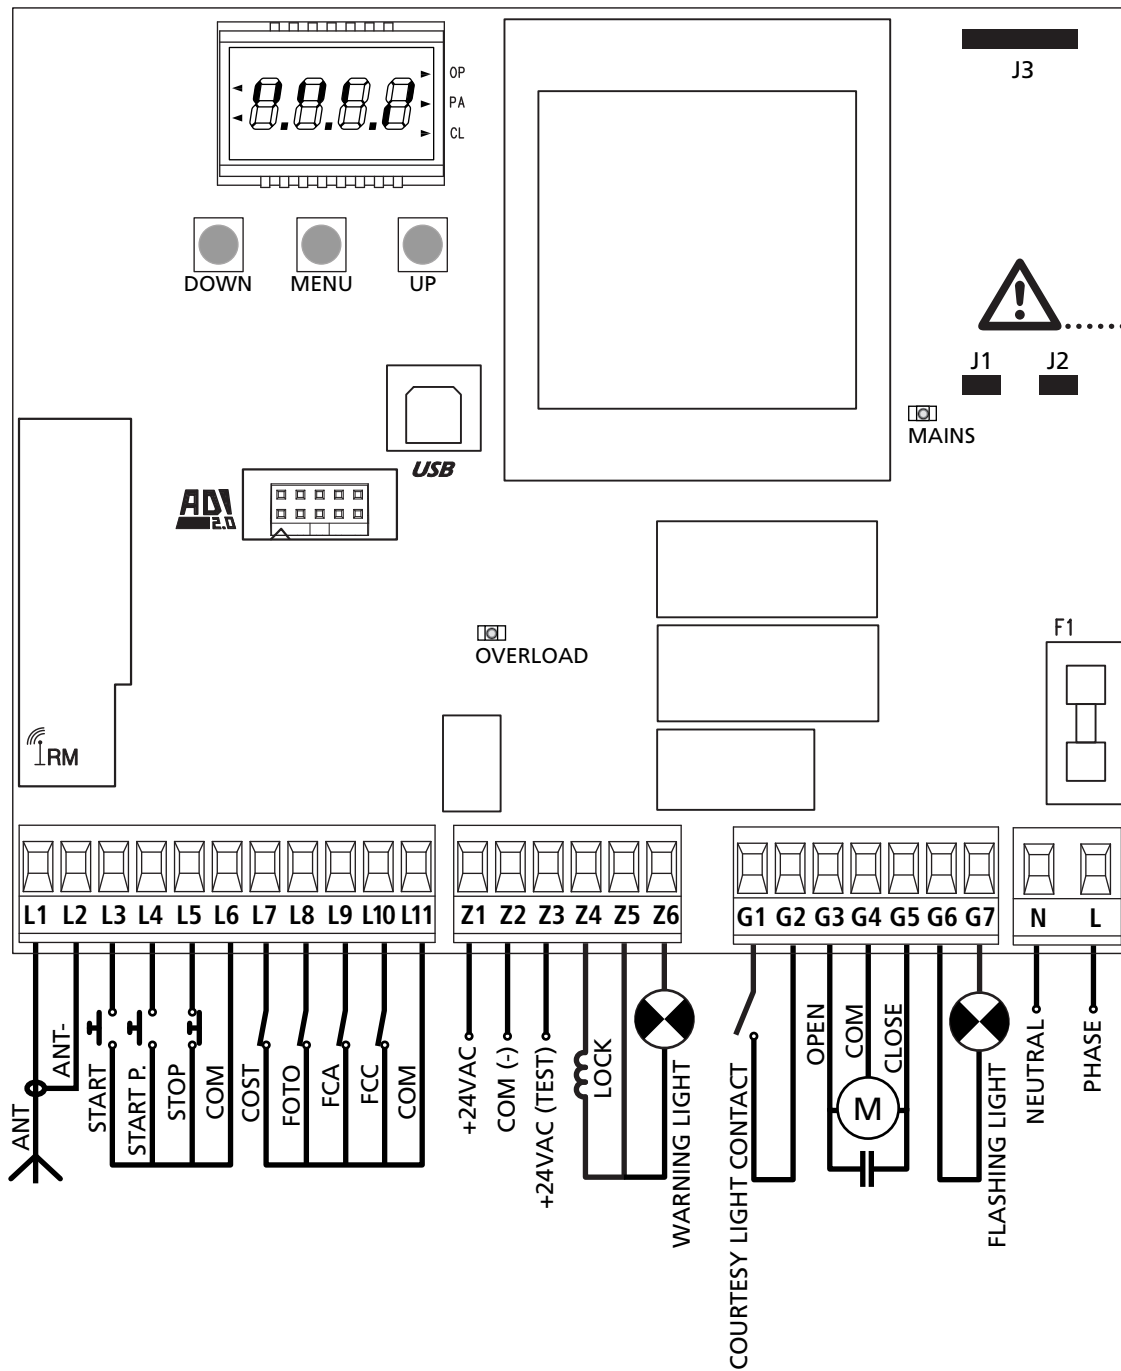 OP
PA
CL
J3
DOWN MENU UP
J1 J2
MAINS
USB
ADI
2.0
OVERLOAD
F1
RM
L1 L2 L3 L4 L5 L6 L7 L8 L9 L10 L11
Z1 Z2 Z3 Z4 Z5 Z6
G1 G2 G3 G4 G5 G6 G7
N L
ANT
ANT-
START
START P.
STOP
COM
COST
FOTO
FCA
FCC
COM
+24VAC
COM (-)
+24VAC (TEST)
LOCK
WARNING LIGHT
COURTESY LIGHT CONTACT
OPEN
COM
CLOSE
M
FLASHING LIGHT
NEUTRAL
PHASE